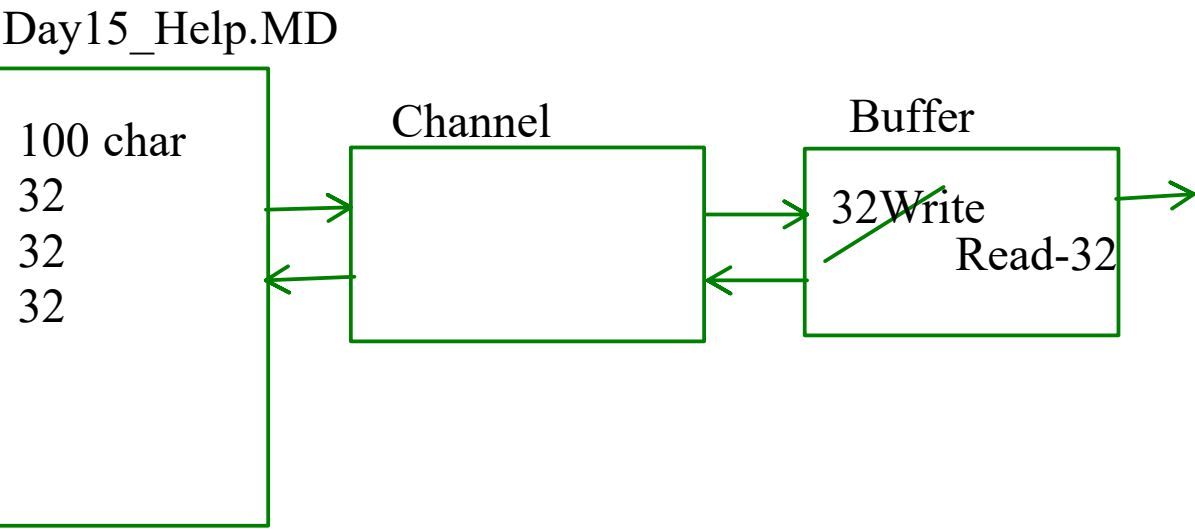 Day15_Help.MD
100 char
32
32
32
Channel
Buffer
32Write
Read-32